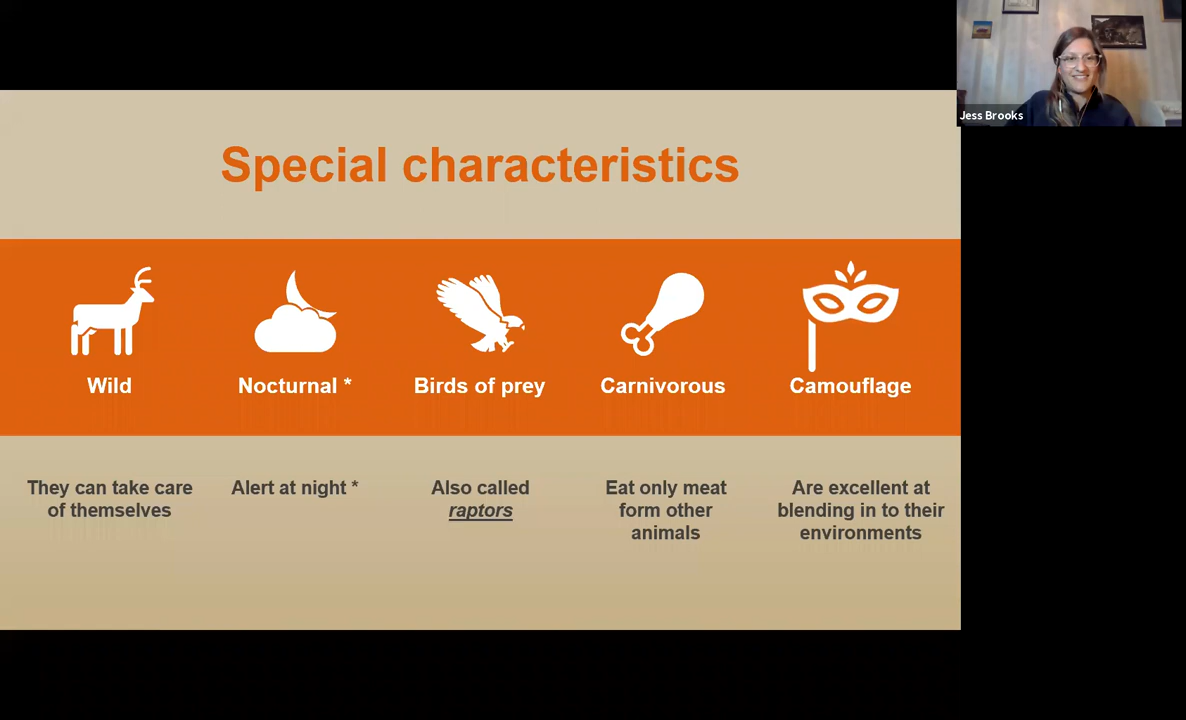 Jess Brooks
Special characteristics
Wild
Nocturnal *
Birds of prey
Carnivorous
Camouflage
They can take care
of themselves
Alert at night *
Also called
raptors
Eat only meat
form other
animals
Are excellent at
blending in to their
environments